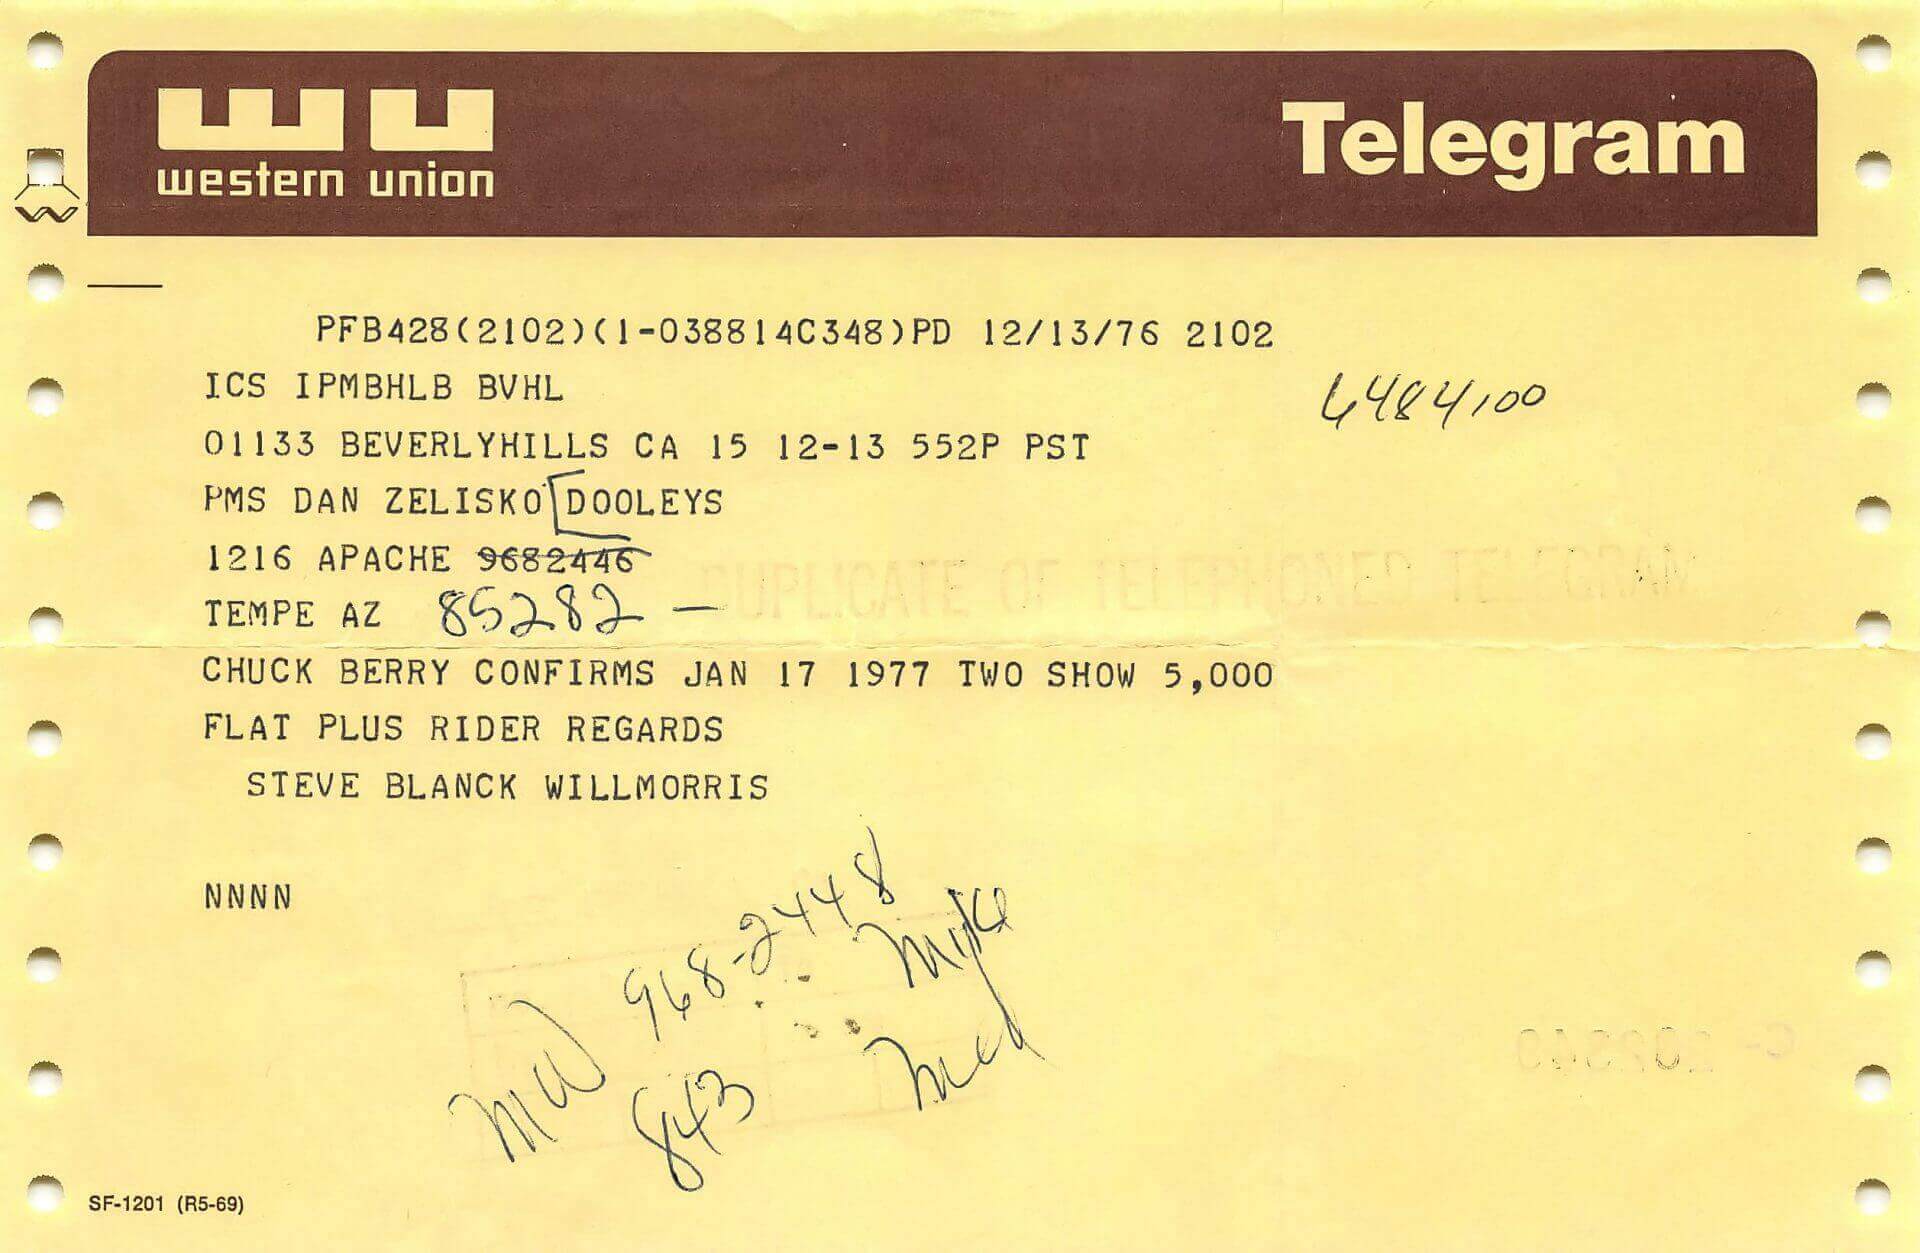 western union
Telegram
PFB428(2102)(1-038814C348)PD 12/13/76 2102
ICS IPMBHLB BVHL
6484,00
01133 BEVERLYHILLS CA 15 12-13 552P PST
PMS DAN ZELISKO DOOLEYS
1216 APACHE 9682446
TEMPE AZ 85282 —
DUPLICATE OF TELEPHONED TELEGRAM
CHUCK BERRY CONFIRMS JAN 17 1977 TWO SHOW 5,000
FLAT PLUS RIDER REGARDS
STEVE BLANCK WILLMORRIS
NNNN
968-2448
MW
843
SF-1201 (R5-69)